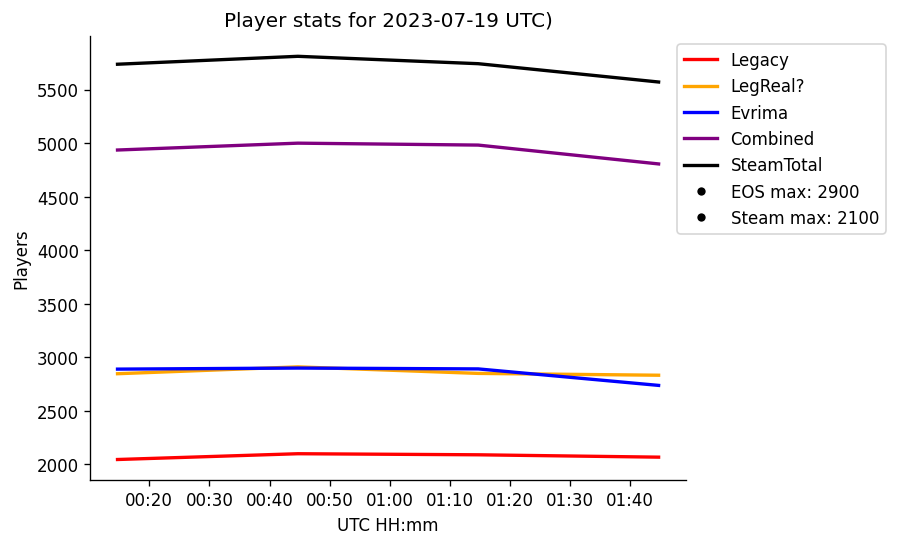 Player stats for 2023-07-19 UTC)
Legacy
LegReal?
Evrima
Combined
SteamTotal
EOS max: 2900
Steam max: 2100
Players
5500
5000
4500
4000
3500
3000
2500
2000
00:20 00:30 00:40 00:50 01:00 01:10 01:20 01:30 01:40
UTC HH:mm